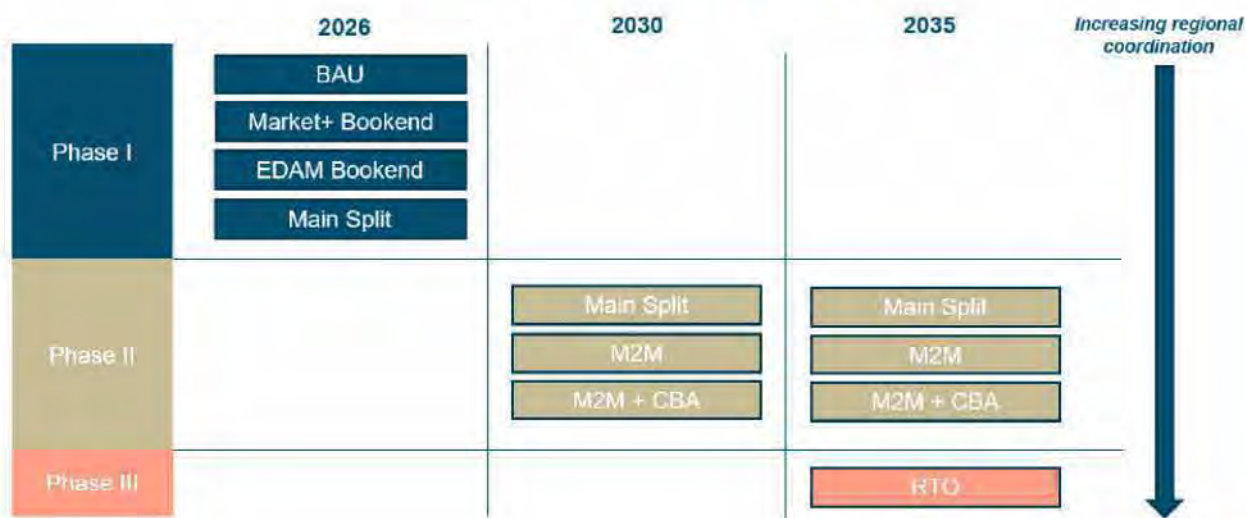 2026
2030
2035
Increasing regional
coordination
Phase I
BAU
Market+ Bookend
EDAM Bookend
Main Split
Phase II
Main Split
Main Split
M2M
M2M
M2M + CBA
M2M + CBA
Phase III
RTO